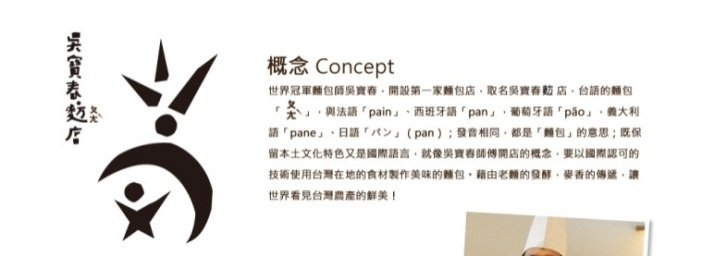 吳寶春䴺店
ㄆㄤˋ
概念 Concept
世界冠軍麵包師吳寶春，開設第一家麵包店，取名吳寶春䴺 店，台語的麵包
「ㄆㄤˋ」，與法語「pain」、西班牙語「pan」，葡萄牙語「pão」，義大利
語「pane」、日語「パン」（pan）；發音相同，都是「麵包」的意思；既保
留本土文化特色又是國際語言，就像吳寶春師傅開店的概念，要以國際認可的
技術使用台灣在地的食材製作美味的麵包。藉由老麵的發酵，麥香的傳遞，讓
世界看見台灣農產的鮮美！